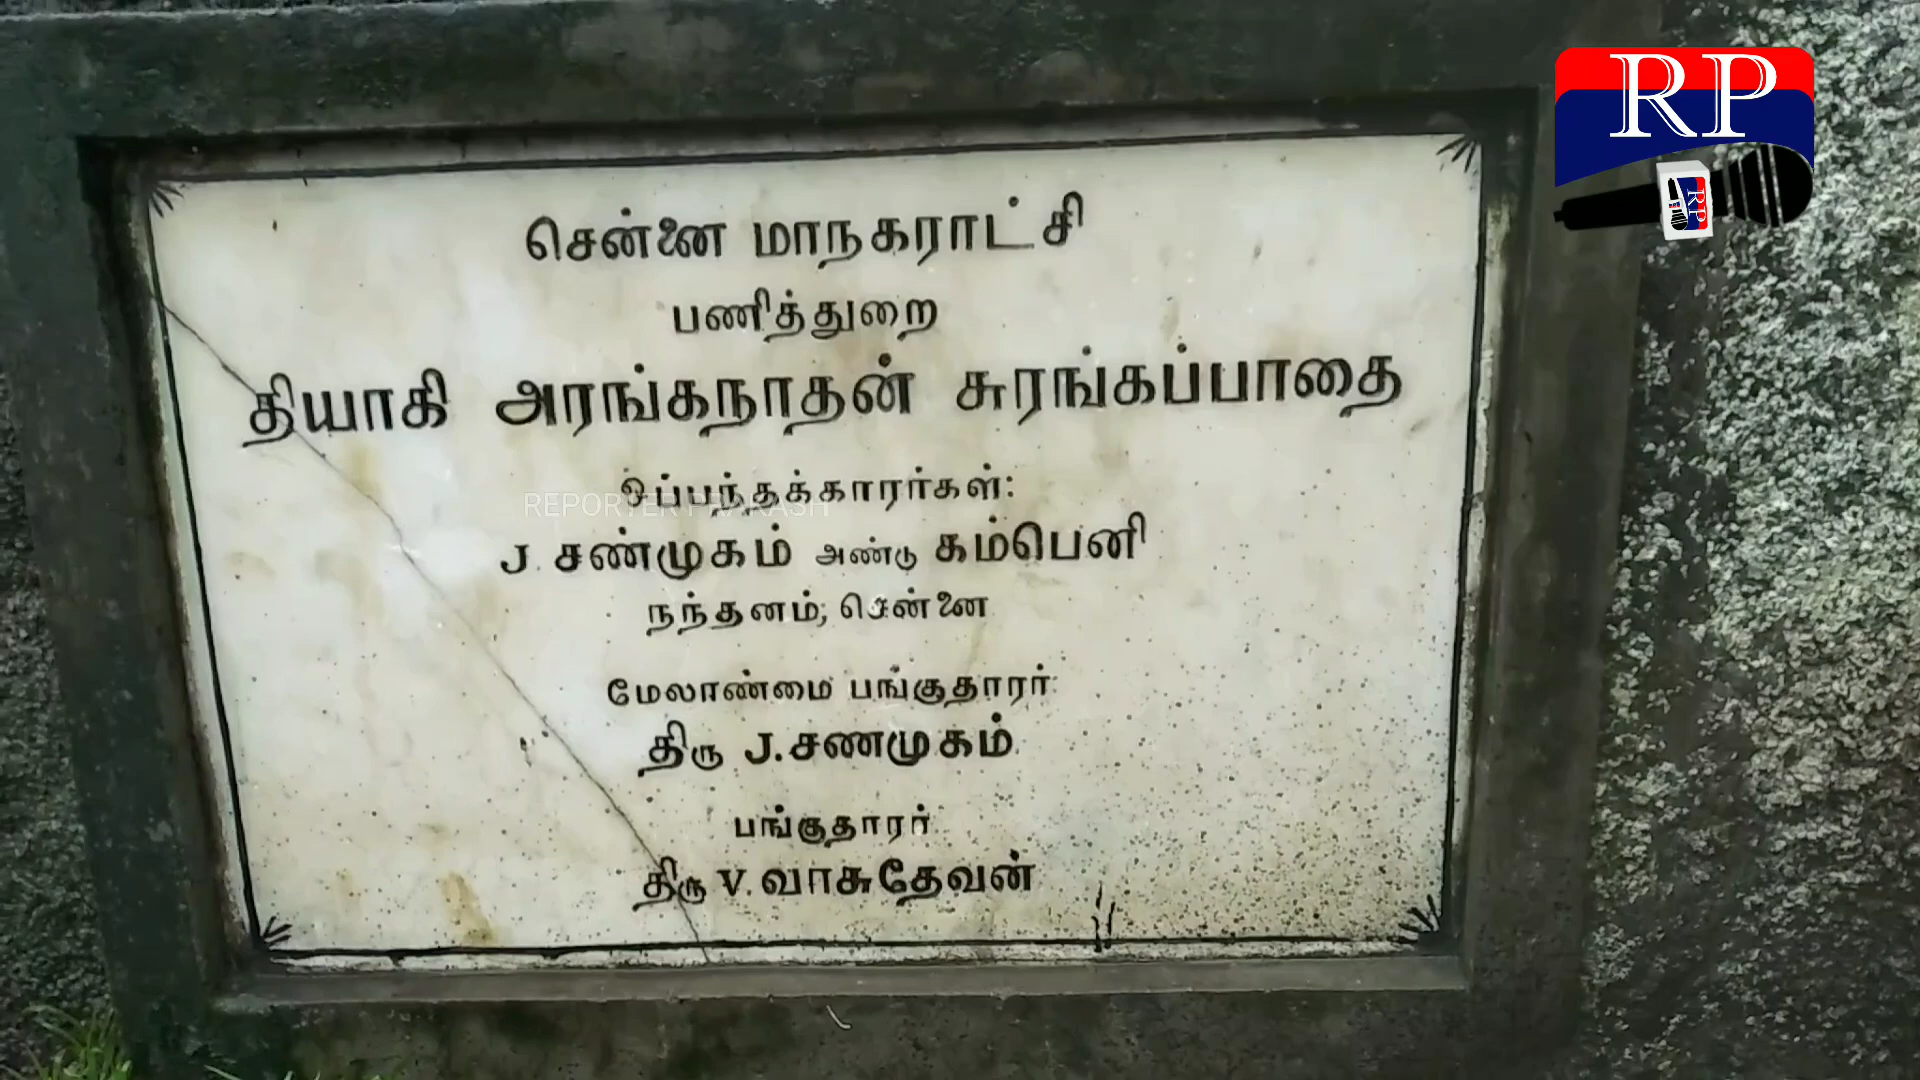 RP
சென்னை மாநகராட்சி
பணித்துறை
தியாகி அரங்கநாதன் சுரங்கப்பாதை
ஒப்பந்தக்காரர்கள்:
REPORTER PRAKASH
J. சண்முகம் அண்டு கம்பெனி
நந்தனம்; சென்னை
மேலாண்மை பங்குதாரர்
திரு J.சணமுகம்
பங்குதாரர்
திரு V. வாசுதேவன்